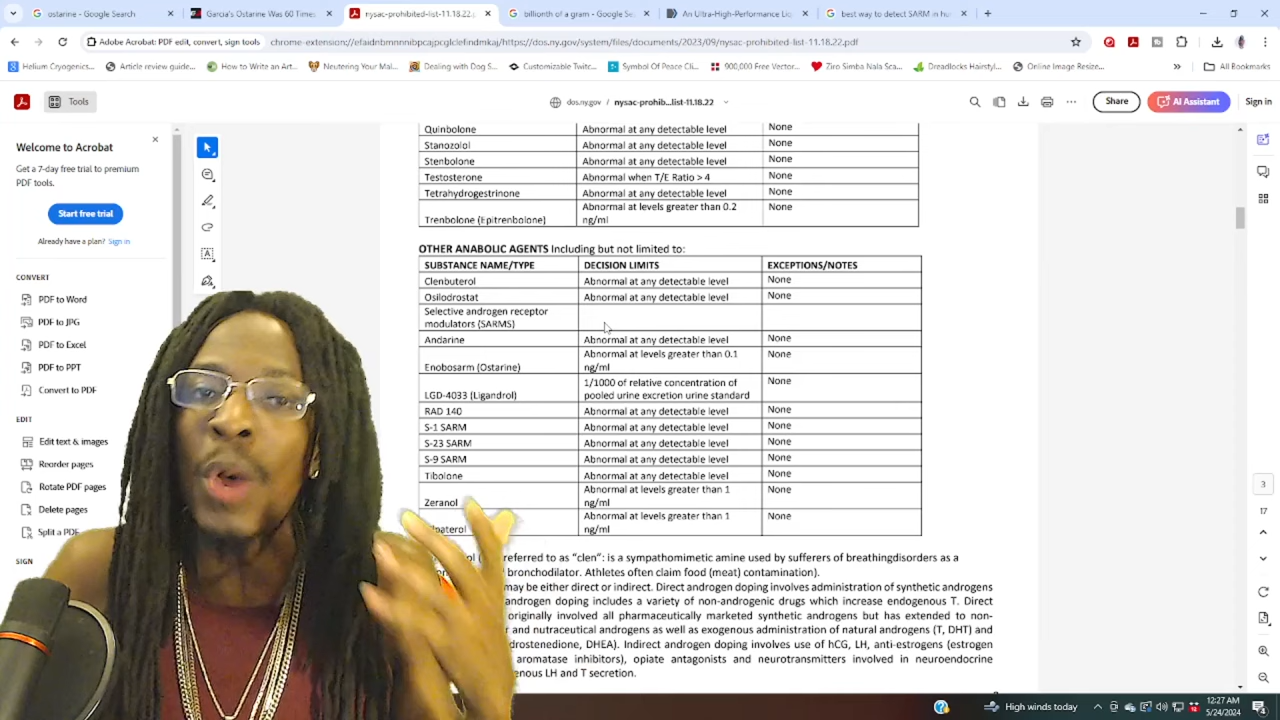 ostarine - Google Search
Garcia's Ostarine Was 60 Times
nysac-prohibited-list-11.18.22.p
billionth of a gram - Google Sea
An Ultra-High-Performance Li
best way to detect SARM in hu
Adobe Acrobat: PDF edit, convert, sign tools
chrome-extension://efaidnbmnnnibpcajpcglclefindmkaj/https://dos.ny.gov/system/files/documents/2023/09/nysac-prohibited-list-11.18.22.pdf
Helium Cryogenics...
Article review guide...
How to Write an Art...
Neutering Your Mal...
Dealing with Dog S...
Customizable Twitc...
Symbol Of Peace Cli...
900,000 Free Vector...
Ziro Simba Nala Sca...
Dreadlocks Hairstyl...
Online Image Resize...
All Bookmarks
Tools
dos.ny.gov / nysac-prohib...list-11.18.22
Share
AI Assistant
Sign in
Welcome to Acrobat
Get a 7-day free trial to premium
PDF tools.
Start free trial
Already have a plan? Sign in
CONVERT
PDF to Word
PDF to JPG
PDF to Excel
PDF to PPT
Convert to PDF
EDIT
Edit text & images
Reorder pages
Rotate PDF pages
Delete pages
Split a PDF
SIGN
Quinbolone Abnormal at any detectable level None
Stanozolol Abnormal at any detectable level None
Stenbolone Abnormal at any detectable level None
Testosterone Abnormal when T/E Ratio > 4 None
Tetrahydrogestrinone Abnormal at any detectable level None
Abnormal at levels greater than 0.2 None
Trenbolone (Epitrenbolone) ng/ml
OTHER ANABOLIC AGENTS Including but not limited to:
SUBSTANCE NAME/TYPE DECISION LIMITS EXCEPTIONS/NOTES
Clenbuterol Abnormal at any detectable level None
Osilodrostat Abnormal at any detectable level None
Selective androgen receptor
modulators (SARMS)
Andarine Abnormal at any detectable level None
Abnormal at levels greater than 0.1 None
Enobosarm (Ostarine) ng/ml
1/1000 of relative concentration of None
LGD-4033 (Ligandrol) pooled urine excretion urine standard
RAD 140 Abnormal at any detectable level None
S-1 SARM Abnormal at any detectable level None
S-23 SARM Abnormal at any detectable level None
S-9 SARM Abnormal at any detectable level None
Tibolone Abnormal at any detectable level None
Abnormal at levels greater than 1 None
Zeranol ng/ml
Abnormal at levels greater than 1 None
ng/ml
referred to as "clen": is a sympathomimetic amine used by sufferers of breathingdisorders as a
bronchodilator. Athletes often claim food (meat) contamination).
may be either direct or indirect. Direct androgen doping involves administration of synthetic androgens
androgen doping includes a variety of non-androgenic drugs which increase endogenous T. Direct
originally involved all pharmaceutically marketed synthetic androgens but has extended to non-
and nutraceutical androgens as well as exogenous administration of natural androgens (T, DHT) and
drostenedione, DHEA). Indirect androgen doping involves use of hCG, LH, anti-estrogens (estrogen
aromatase inhibitors), opiate antagonists and neurotransmitters involved in neuroendocrine
enous LH and T secretion.
3
17
High winds today
12:27 AM
5/24/2024